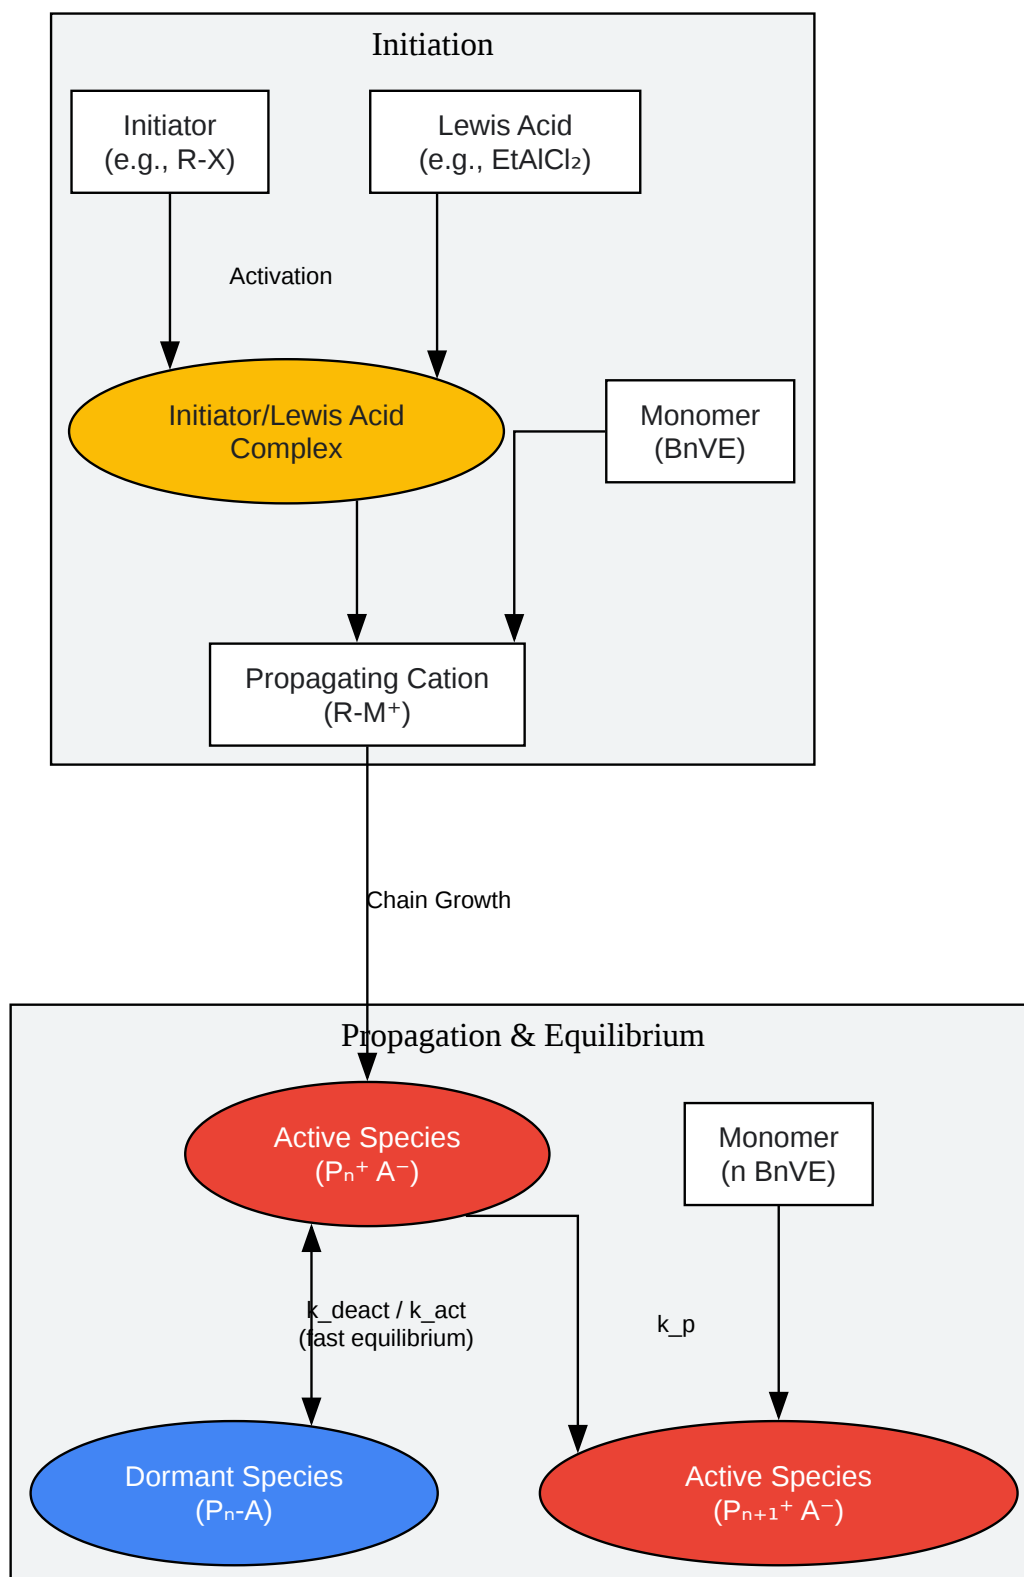 Initiation
Initiator
(e.g., R-X)
Lewis Acid
(e.g., EtAlCl₂)
Activation
Initiator/Lewis Acid
Complex
Monomer
(BnVE)
Propagating Cation
(R-M⁺)
Chain Growth
Propagation & Equilibrium
Active Species
(Pₙ⁺ A⁻)
Monomer
(n BnVE)
k_deact / k_act
(fast equilibrium)
k_p
Dormant Species
(Pₙ-A)
Active Species
(Pₙ₊₁⁺ A⁻)